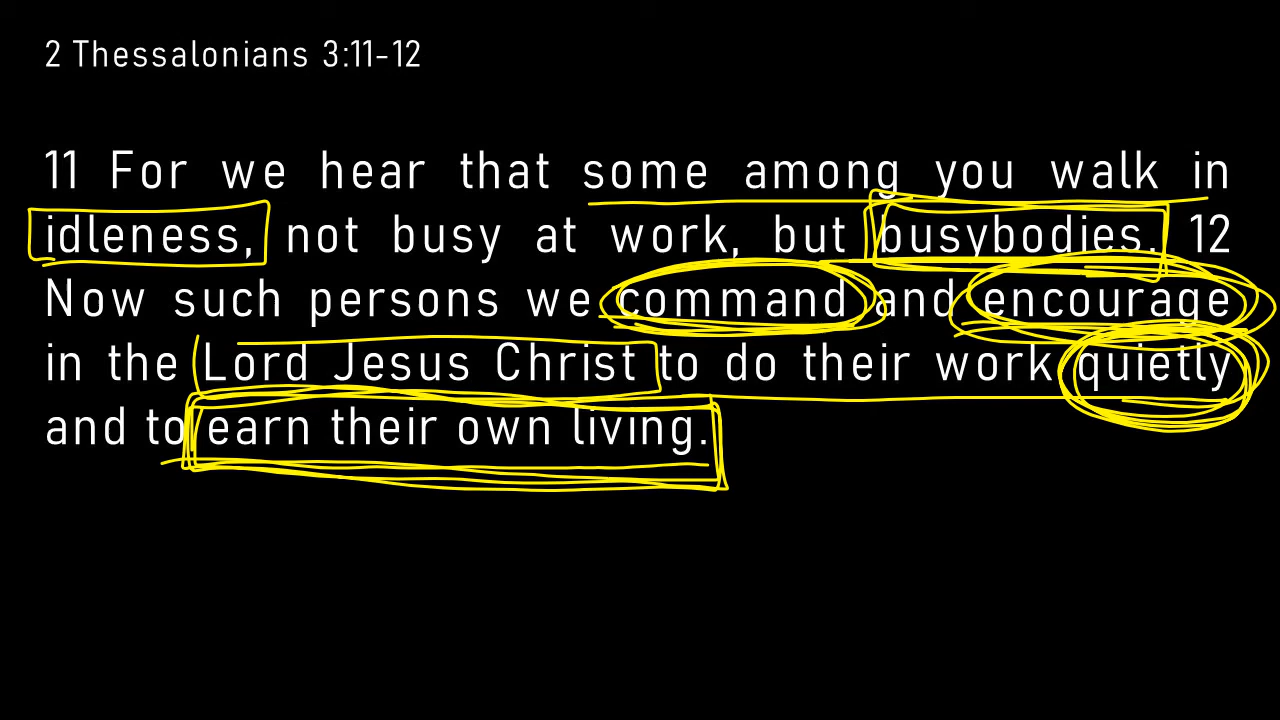 2 Thessalonians 3:11-12
11 For we hear that some among you walk in
idleness, not busy at work, but busybodies. 12
Now such persons we command and encourage
in the Lord Jesus Christ to do their work quietly
and to earn their own living.